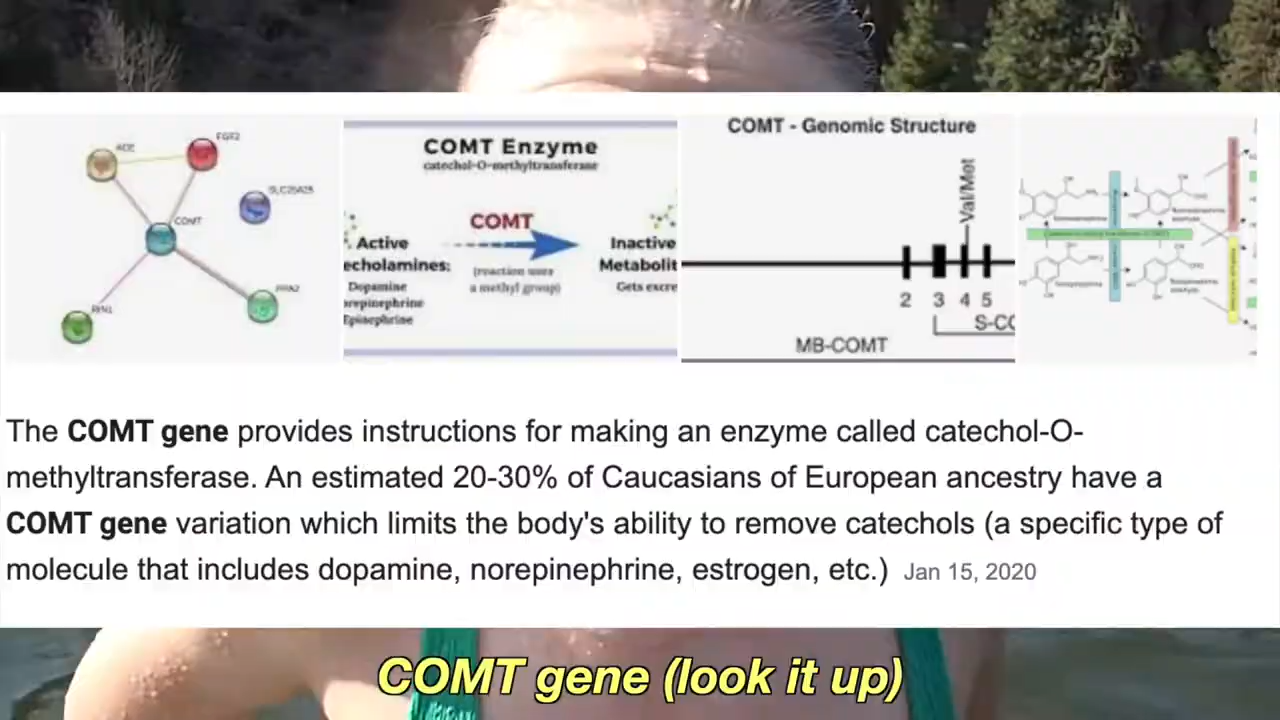 COMT
COMT Enzyme
catechol-O-methyltransferase
COMT
Active
echolamines:
Dopamine
orepinephrine
Epinephrine
(reaction uses
a methyl group)
Inactive
Metabolit
Gets excre
COMT - Genomic Structure
Val/Met
2 3 4 5
S-CO
MB-COMT
The COMT gene provides instructions for making an enzyme called catechol-O-
methyltransferase. An estimated 20-30% of Caucasians of European ancestry have a
COMT gene variation which limits the body's ability to remove catechols (a specific type of
molecule that includes dopamine, norepinephrine, estrogen, etc.) Jan 15, 2020
COMT gene (look it up)